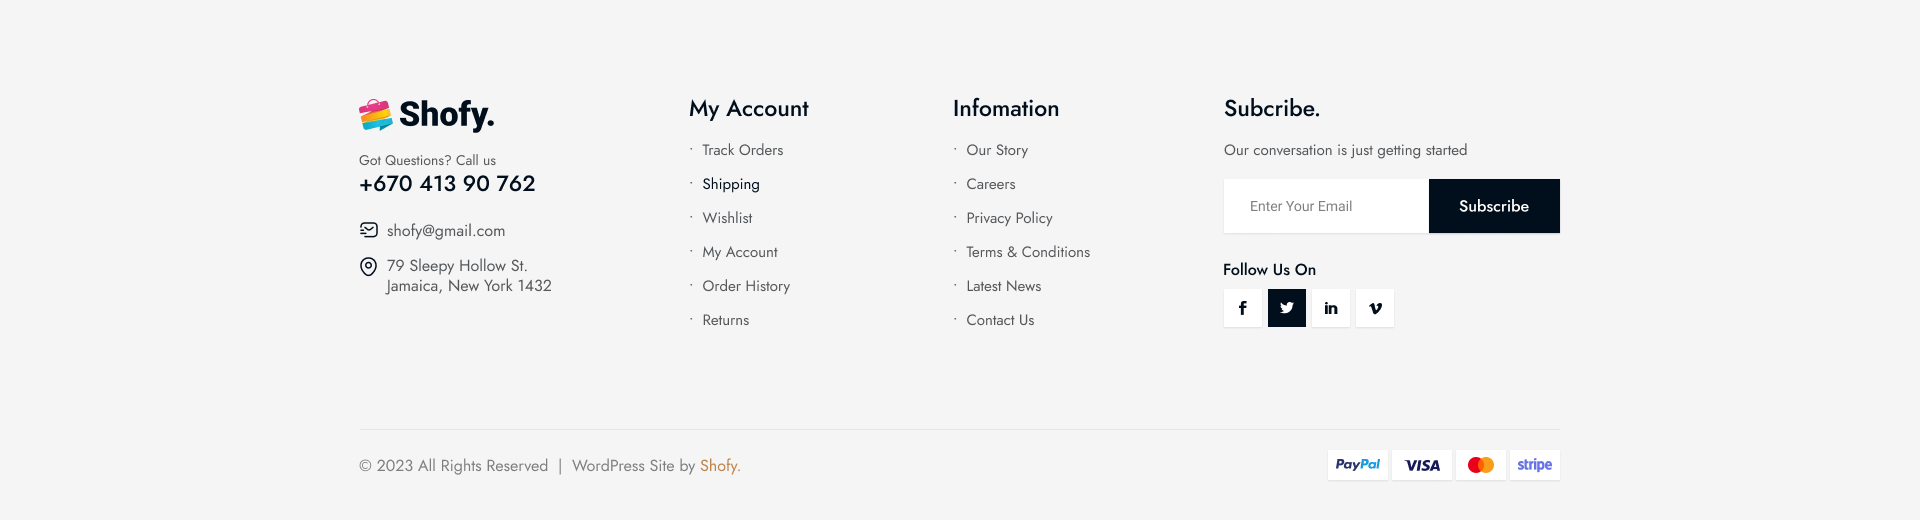 Shofy.
Got Questions? Call us
+670 413 90 762
shofy@gmail.com
79 Sleepy Hollow St.
Jamaica, New York 1432
My Account
· Track Orders
· Shipping
· Wishlist
· My Account
· Order History
· Returns
Infomation
· Our Story
· Careers
· Privacy Policy
· Terms & Conditions
· Latest News
· Contact Us
Subcribe.
Our conversation is just getting started
Enter Your Email
Subscribe
Follow Us On
© 2023 All Rights Reserved | WordPress Site by Shofy.
PayPal VISA stripe